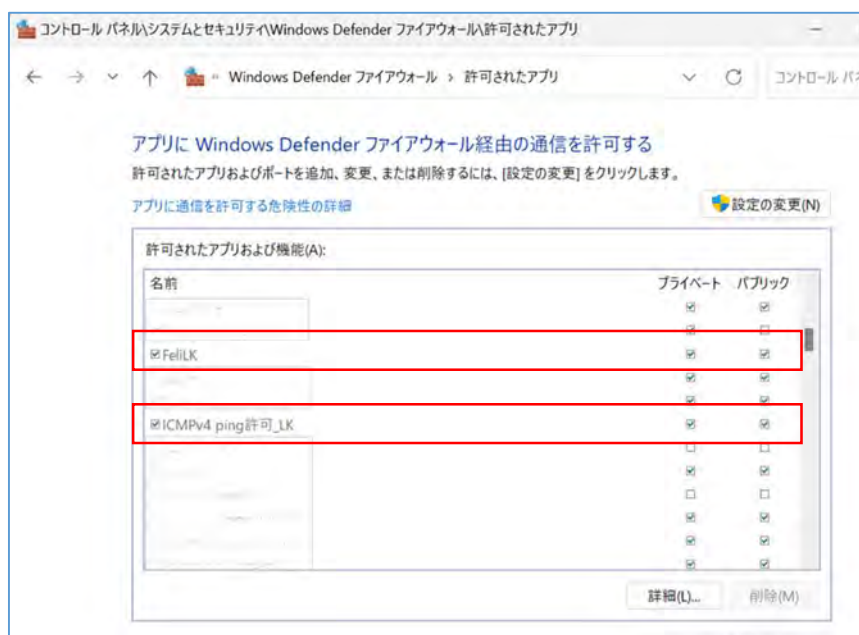 コントロール パネル\システムとセキュリティ\Windows Defender ファイアウォール\許可されたアプリ
Windows Defender ファイアウォール › 許可されたアプリ
コントロール パネ
アプリに Windows Defender ファイアウォール経由の通信を許可する
許可されたアプリおよびポートを追加、変更、または削除するには、[設定の変更] をクリックします。
アプリに通信を許可する危険性の詳細
設定の変更(N)
許可されたアプリおよび機能(A):
名前 プライベート パブリック
FeliLK
ICMPv4 ping許可_LK
詳細(L)... 削除(M)